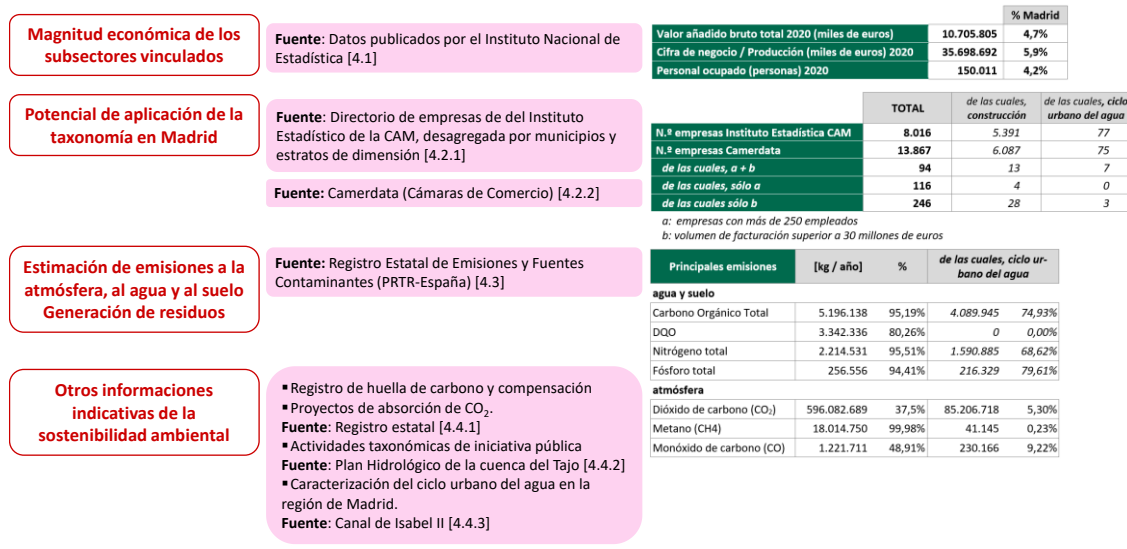 Magnitud económica de los
subsectores vinculados
Fuente: Datos publicados por el Instituto Nacional de
Estadística [4.1]
% Madrid
Valor añadido bruto total 2020 (miles de euros) 10.705.805 4,7%
Cifra de negocio / Producción (miles de euros) 2020 35.698.692 5,9%
Personal ocupado (personas) 2020 150.011 4,2%
Potencial de aplicación de la
taxonomía en Madrid
Fuente: Directorio de empresas de del Instituto
Estadístico de la CAM, desagregada por municipios y
estratos de dimensión [4.2.1]
Fuente: Camerdata (Cámaras de Comercio) [4.2.2]
TOTAL de las cuales, de las cuales, ciclo
construcción urbano del agua
N.º empresas Instituto Estadística CAM 8.016 5.391 77
N.º empresas Camerdata 13.867 6.087 75
de las cuales, a + b 94 13 7
de las cuales, sólo a 116 4 0
de las cuales sólo b 246 28 3
a: empresas con más de 250 empleados
b: volumen de facturación superior a 30 millones de euros
Estimación de emisiones a la
atmósfera, al agua y al suelo
Generación de residuos
Fuente: Registro Estatal de Emisiones y Fuentes
Contaminantes (PRTR-España) [4.3]
Principales emisiones [kg / año] % de las cuales, ciclo ur-
bano del agua
agua y suelo
Carbono Orgánico Total 5.196.138 95,19% 4.089.945 74,93%
DQO 3.342.336 80,26% 0 0,00%
Nitrógeno total 2.214.531 95,51% 1.590.885 68,62%
Fósforo total 256.556 94,41% 216.329 79,61%
atmósfera
Dióxido de carbono (CO₂) 596.082.689 37,5% 85.206.718 5,30%
Metano (CH4) 18.014.750 99,98% 41.145 0,23%
Monóxido de carbono (CO) 1.221.711 48,91% 230.166 9,22%
Otros informaciones
indicativas de la
sostenibilidad ambiental
▪ Registro de huella de carbono y compensación
▪ Proyectos de absorción de CO₂.
Fuente: Registro estatal [4.4.1]
▪ Actividades taxonómicas de iniciativa pública
Fuente: Plan Hidrológico de la cuenca del Tajo [4.4.2]
▪ Caracterización del ciclo urbano del agua en la
región de Madrid.
Fuente: Canal de Isabel II [4.4.3]